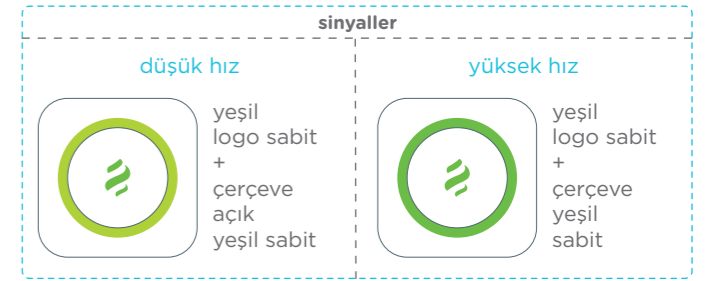 sinyaller
düşük hız
yeşil
logo sabit
+
çerçeve
açık
yeşil sabit
yüksek hız
yeşil
logo sabit
+
çerçeve
yeşil
sabit